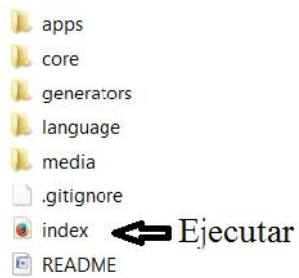 apps
core
generators
language
media
.gitignore
index Ejecutar
README